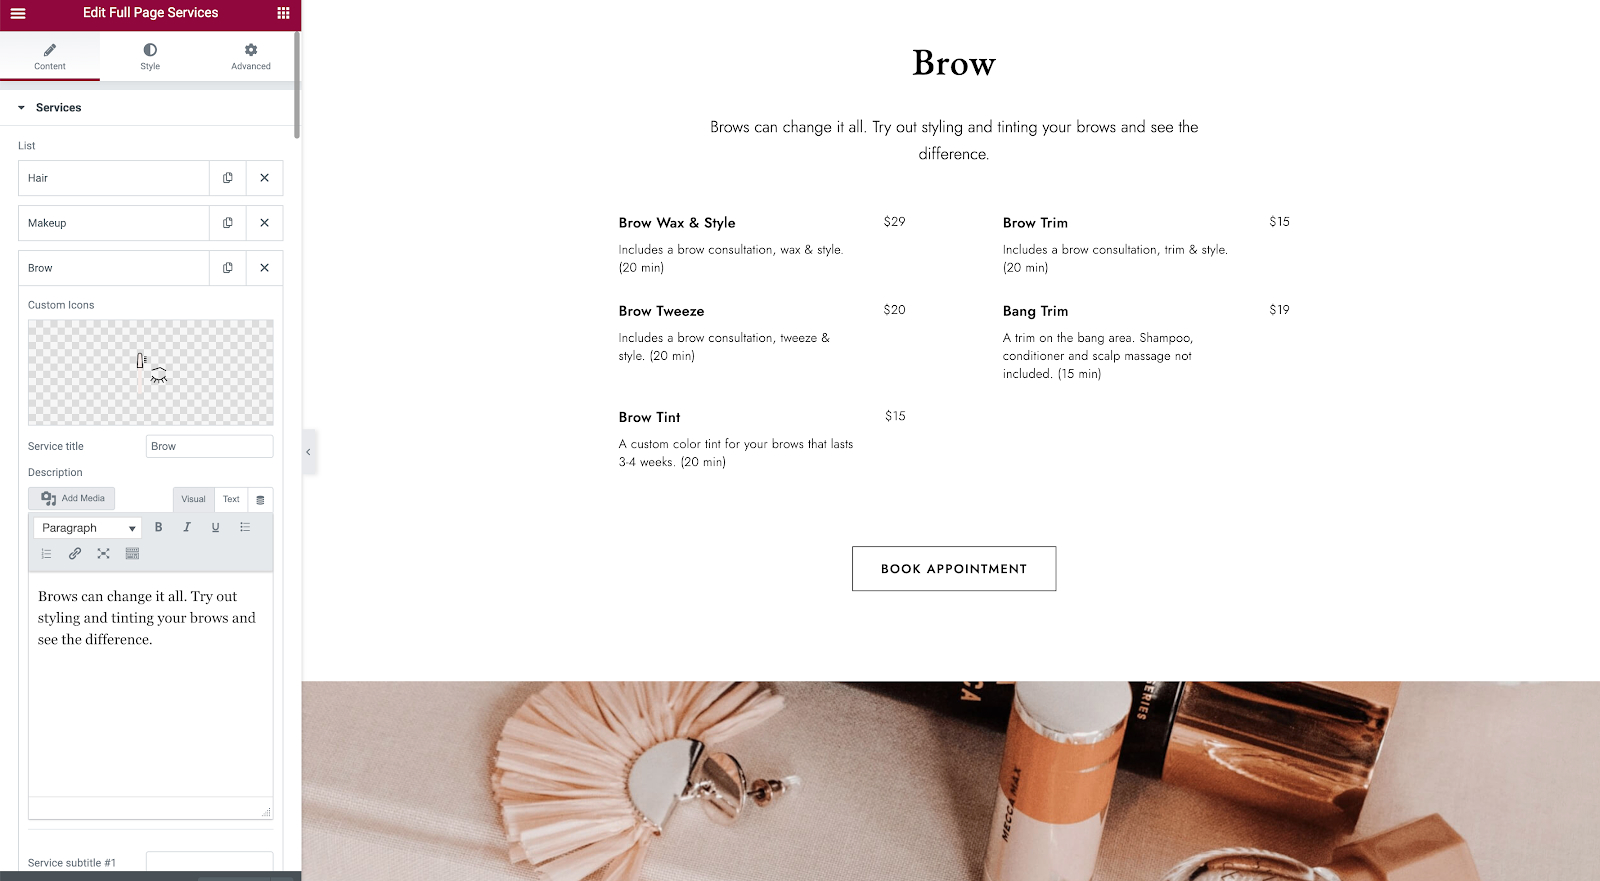 Edit Full Page Services
Content
Style
Advanced
Services
List
Hair
Makeup
Brow
Custom Icons
Service title
Brow
Description
Add Media
Visual
Text
Paragraph
B I U
Brows can change it all. Try out
styling and tinting your brows and
see the difference.
Service subtitle #1
Brow
Brows can change it all. Try out styling and tinting your brows and see the
difference.
Brow Wax & Style $29
Includes a brow consultation, wax & style.
(20 min)
Brow Trim $15
Includes a brow consultation, trim & style.
(20 min)
Brow Tweeze $20
Includes a brow consultation, tweeze &
style. (20 min)
Bang Trim $19
A trim on the bang area. Shampoo,
conditioner and scalp massage not
included. (15 min)
Brow Tint $15
A custom color tint for your brows that lasts
3-4 weeks. (20 min)
BOOK APPOINTMENT
CA
SERIES
MECCA MAX